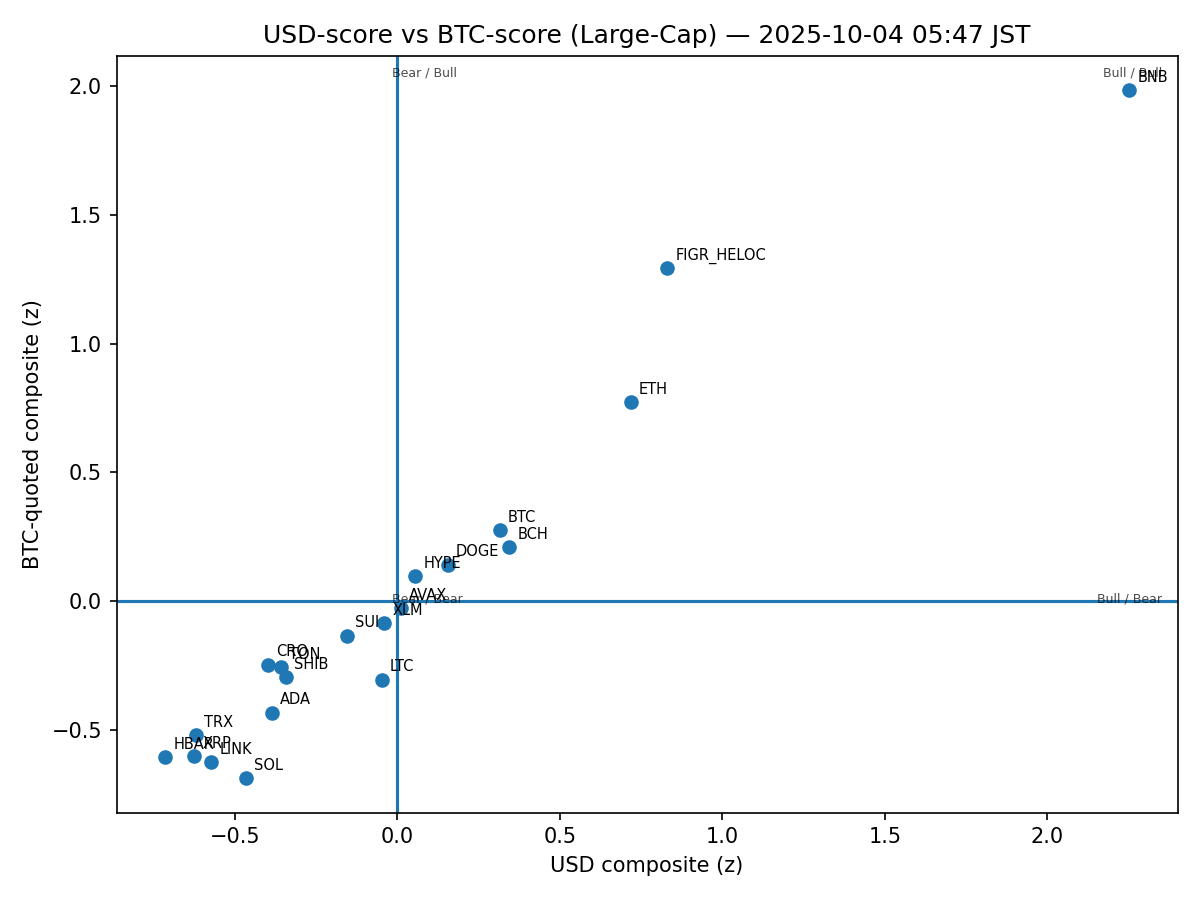 USD-score vs BTC-score (Large-Cap) — 2025-10-04 05:47 JST
Bear / Bull
Bull / Bull
BNB
2.0
1.5
FIGR_HELOC
1.0
ETH
0.5
BTC
BCH
DOGE
HYPE
AVAX
Bear / Bear
Bull / Bear
0.0
XLM
SUI
CRO
TON
SHIB
LTC
ADA
TRX
−0.5
HBAR
XRP
LINK
SOL
BTC-quoted composite (z)
−0.5
0.0
0.5
1.0
1.5
2.0
USD composite (z)